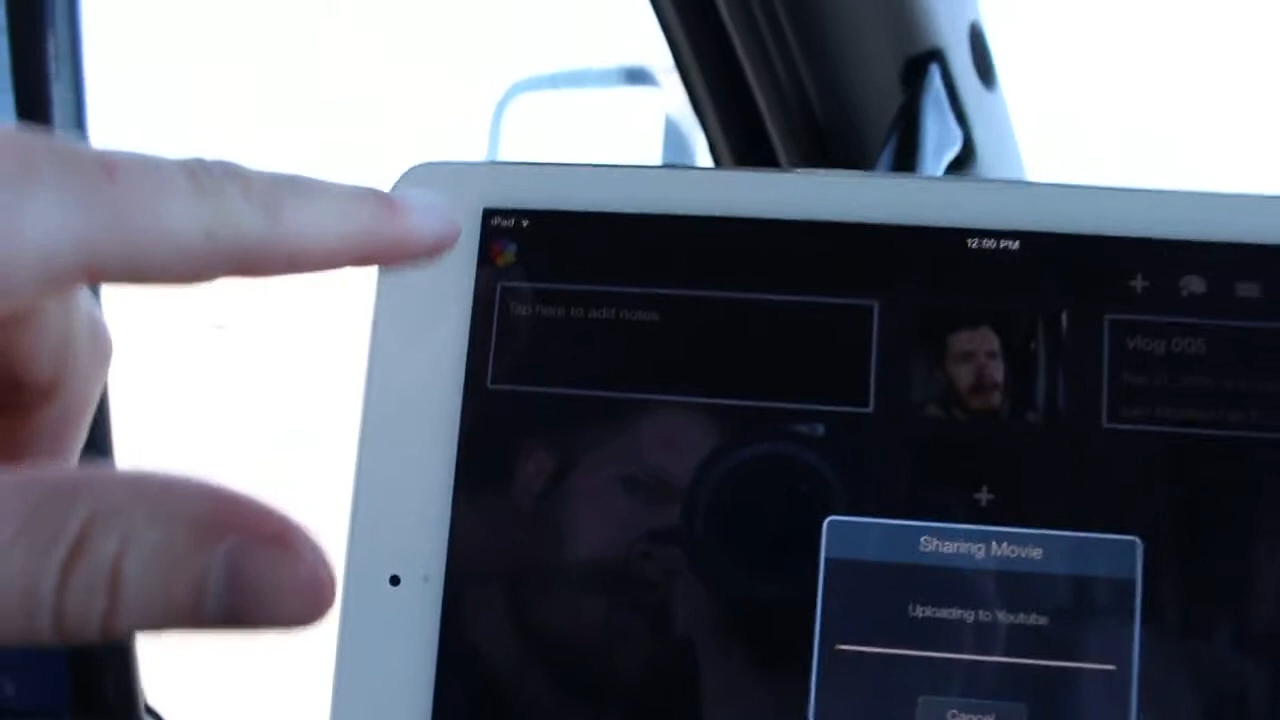 iPad
12:00 PM
Tap here to add notes
vlog 005
Sharing Movie
Uploading to Youtube
Cancel